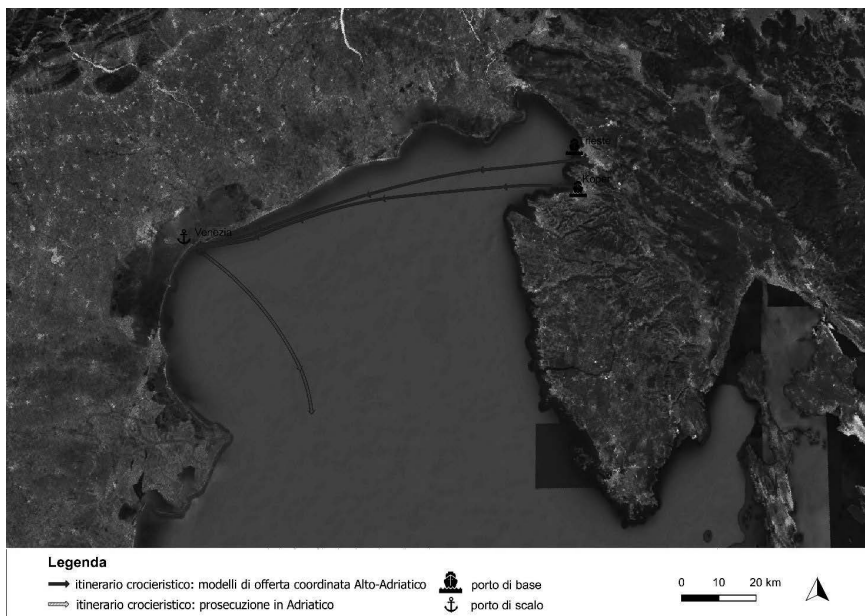 Trieste
Koper
Venezia
Legenda
itinerario crocieristico: modelli di offerta coordinata Alto-Adriatico
itinerario crocieristico: prosecuzione in Adriatico
porto di base
porto di scalo
0 10 20 km